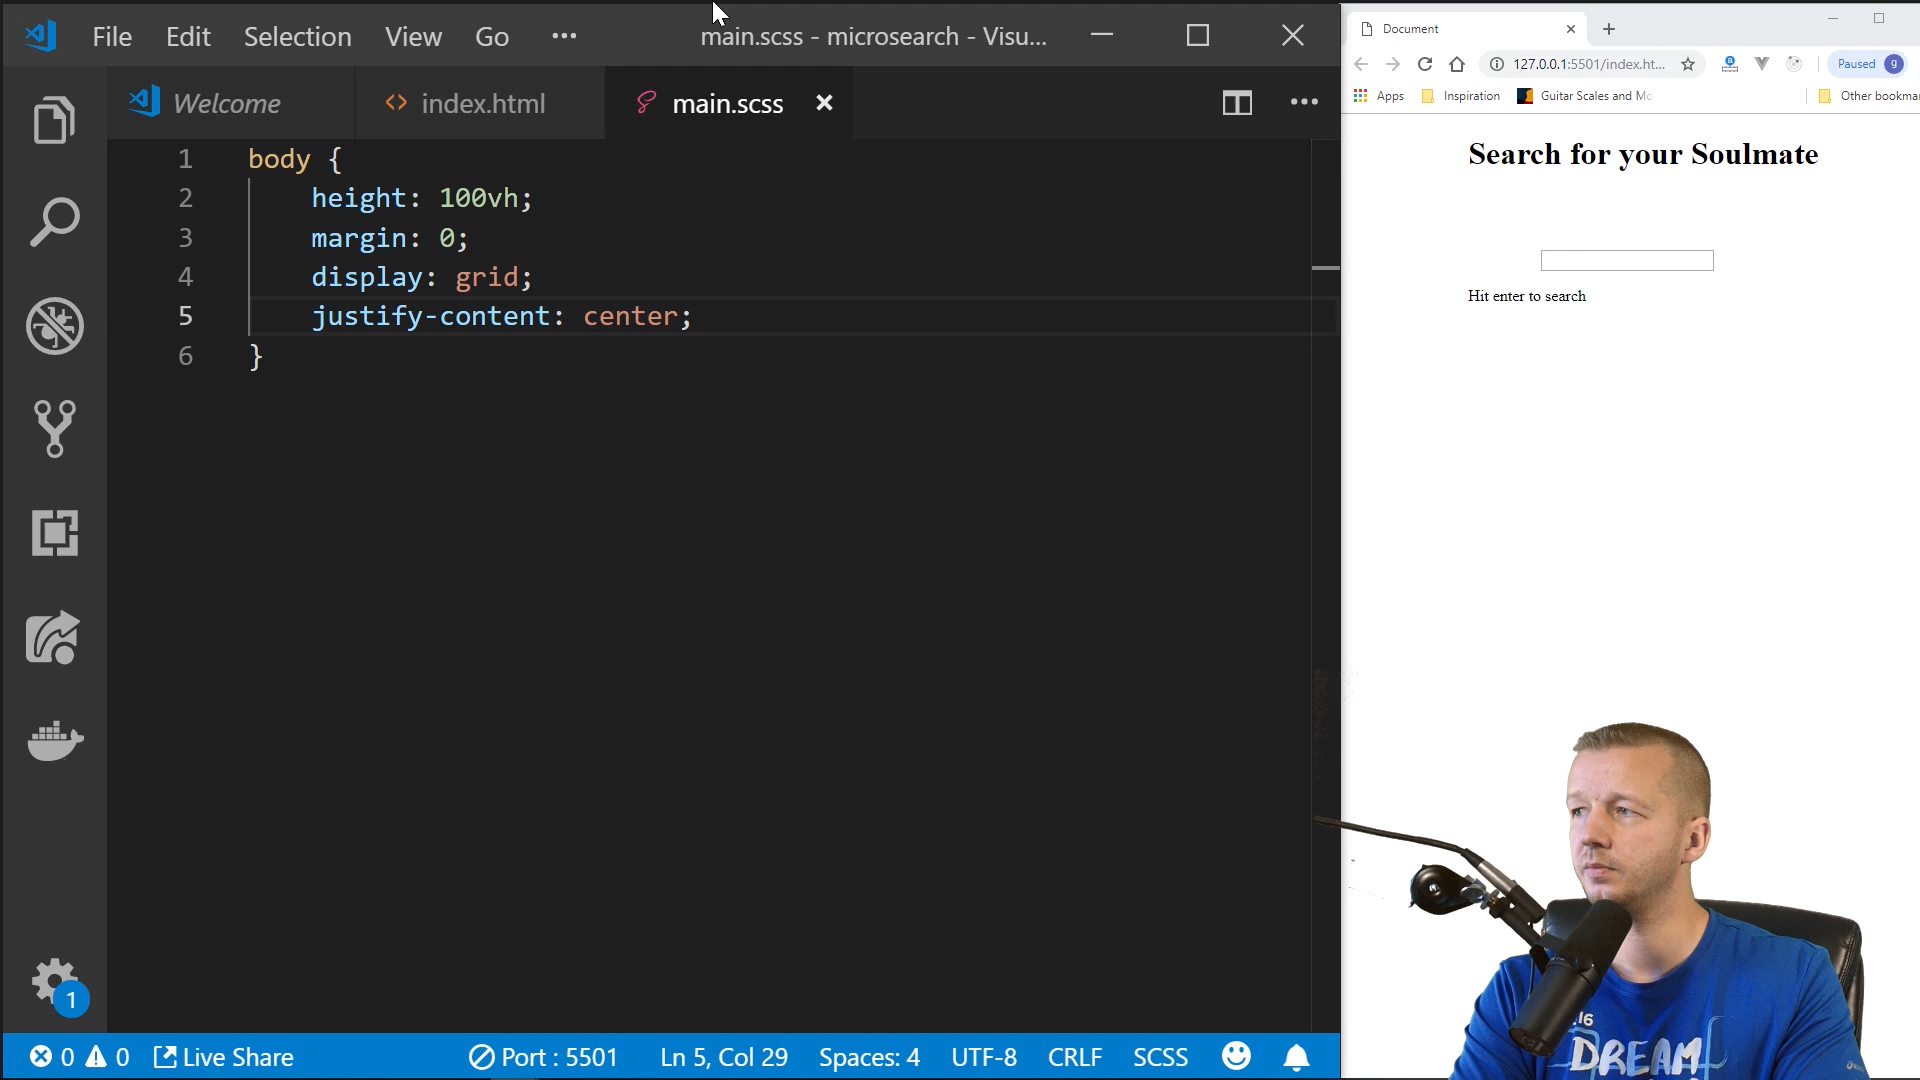 File Edit Selection View Go ••• main.scss - microsearch - Visu...
Welcome index.html main.scss
1 body {
2 height: 100vh;
3 margin: 0;
4 display: grid;
5 justify-content: center;
6 }
1
0 0 Live Share Port : 5501 Ln 5, Col 29 Spaces: 4 UTF-8 CRLF SCSS
Document
127.0.0.1:5501/index.ht... Paused g
Apps Inspiration Guitar Scales and Mo Other bookma
Search for your Soulmate
Hit enter to search
16
DREAM